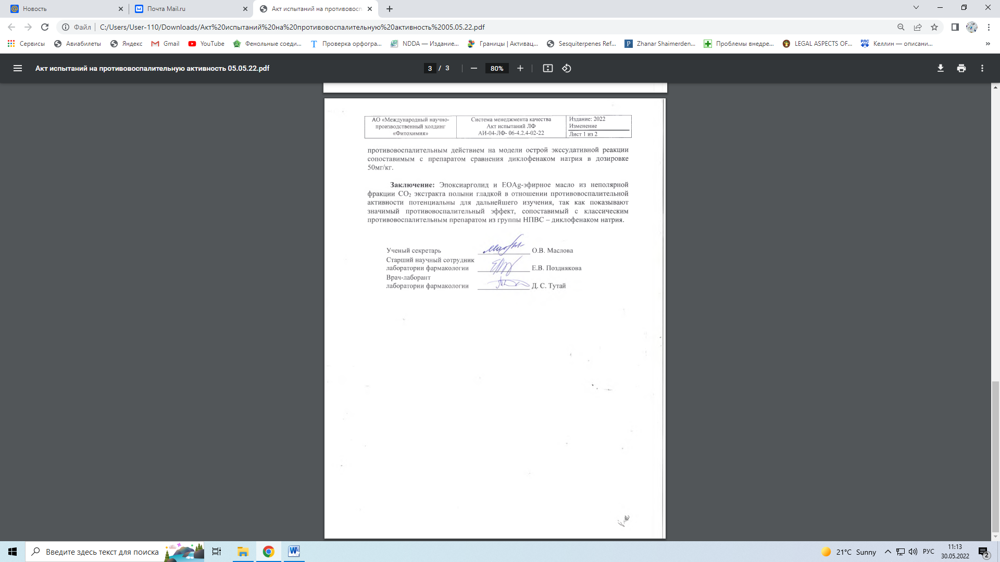 Новость
Почта Mail.ru
Акт испытаний на противовосп
Файл
C:/Users/User-110/Downloads/Акт%20испытаний%20на%20противовоспалительную%20активность%2005.05.22.pdf
Сервисы
Авиабилеты
Яндекс
Gmail
YouTube
Фенольные соеди...
Проверка орфогра...
NDDA — Издание...
Границы | Активац...
Sesquiterpenes Ref...
Zhanar Shaimerden...
Проблемы внедре...
LEGAL ASPECTS OF...
Келлин — описани...
»
Акт испытаний на противовоспалительную активность 05.05.22.pdf
3 / 3
80%
АО «Международный научно-
производственный холдинг
«Фитохимия»
Система менеджмента качества
Акт испытаний ЛФ
АИ-04-ЛФ- 06-4.2.4-02-22
Издание: 2022
Изменение
Лист 1 из 2
противовоспалительным действием на модели острой экссудативной реакции
сопоставимым с препаратом сравнения диклофенаком натрия в дозировке
50мг/кг.
Заключение: Эпоксиарголид и EOAg-эфирное масло из неполярной
фракции СО₂ экстракта полыни гладкой в отношении противовоспалительной
активности потенциальны для дальнейшего изучения, так как показывают
значимый противовоспалительный эффект, сопоставимый с классическим
противовоспалительным препаратом из группы НПВС – диклофенаком натрия.
Ученый секретарь О.В. Маслова
Старший научный сотрудник
лаборатории фармакологии Е.В. Позднякова
Врач-лаборант
лаборатории фармакологии Д. С. Тутай
Введите здесь текст для поиска
21°C Sunny
РУС
11:13
30.05.2022
2